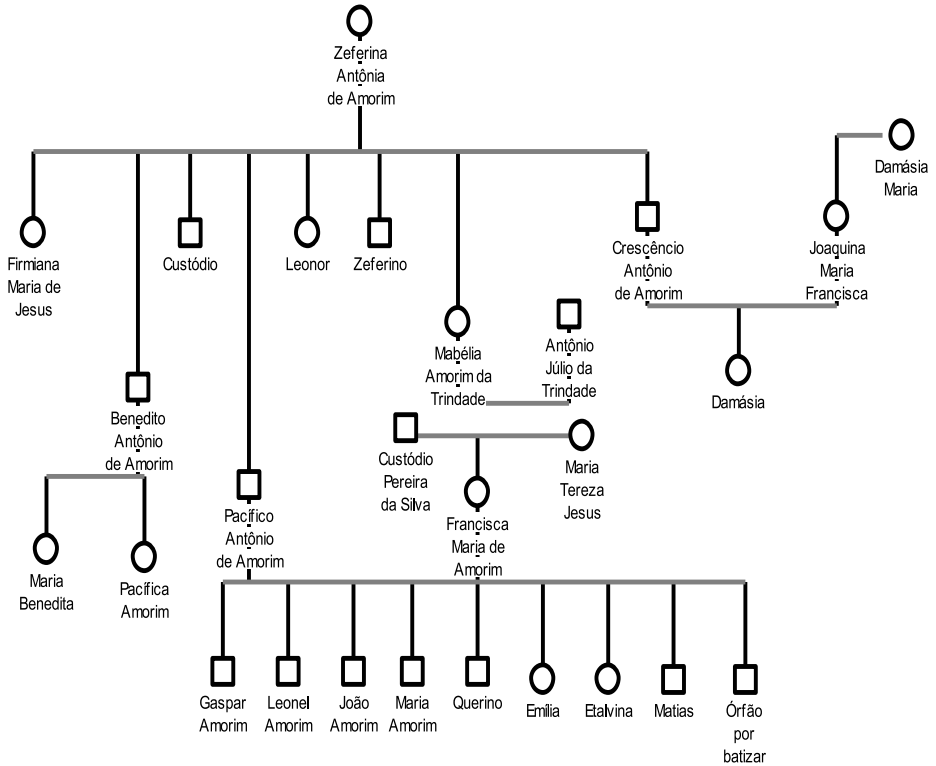 Zeferina
Antônia
de Amorim
Damásia
Maria
Firmiana
Maria de
Jesus
Custódio
Leonor
Zeferino
Crescêncio
Antônio
de Amorim
Joaquina
Maria
Francisca
Mabélia
Amorim da
Trindade
Antônio
Júlio da
Trindade
Damásia
Benedito
Antônio
de Amorim
Custódio
Pereira
da Silva
Maria
Tereza
Jesus
Pacífico
Antônio
de Amorim
Francisca
Maria de
Amorim
Maria
Benedita
Pacífica
Amorim
Gaspar
Amorim
Leonel
Amorim
João
Amorim
Maria
Amorim
Querino
Emília
Etalvina
Matias
Órfão
por
batizar